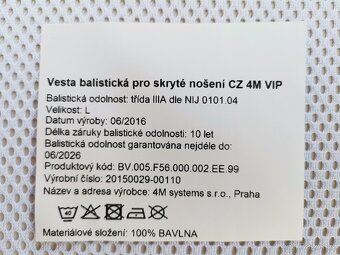 Vesta balistická pro skryté nošení CZ 4M VIP
Balistická odolnost: třída IIIA dle NIJ 0101.04
Velikost: L
Datum výroby: 06/2016
Délka záruky balistických panelů: 10 let
Balistická odolnost garantována nejdéle do:
06/2026
Produktový kód: BV.005.F56.000.002.EE.99
Výrobní číslo: 20150029-00110
Název a adresa výrobce: 4M systems s.r.o., Praha
Materiálové složení: 100% BAVLNA